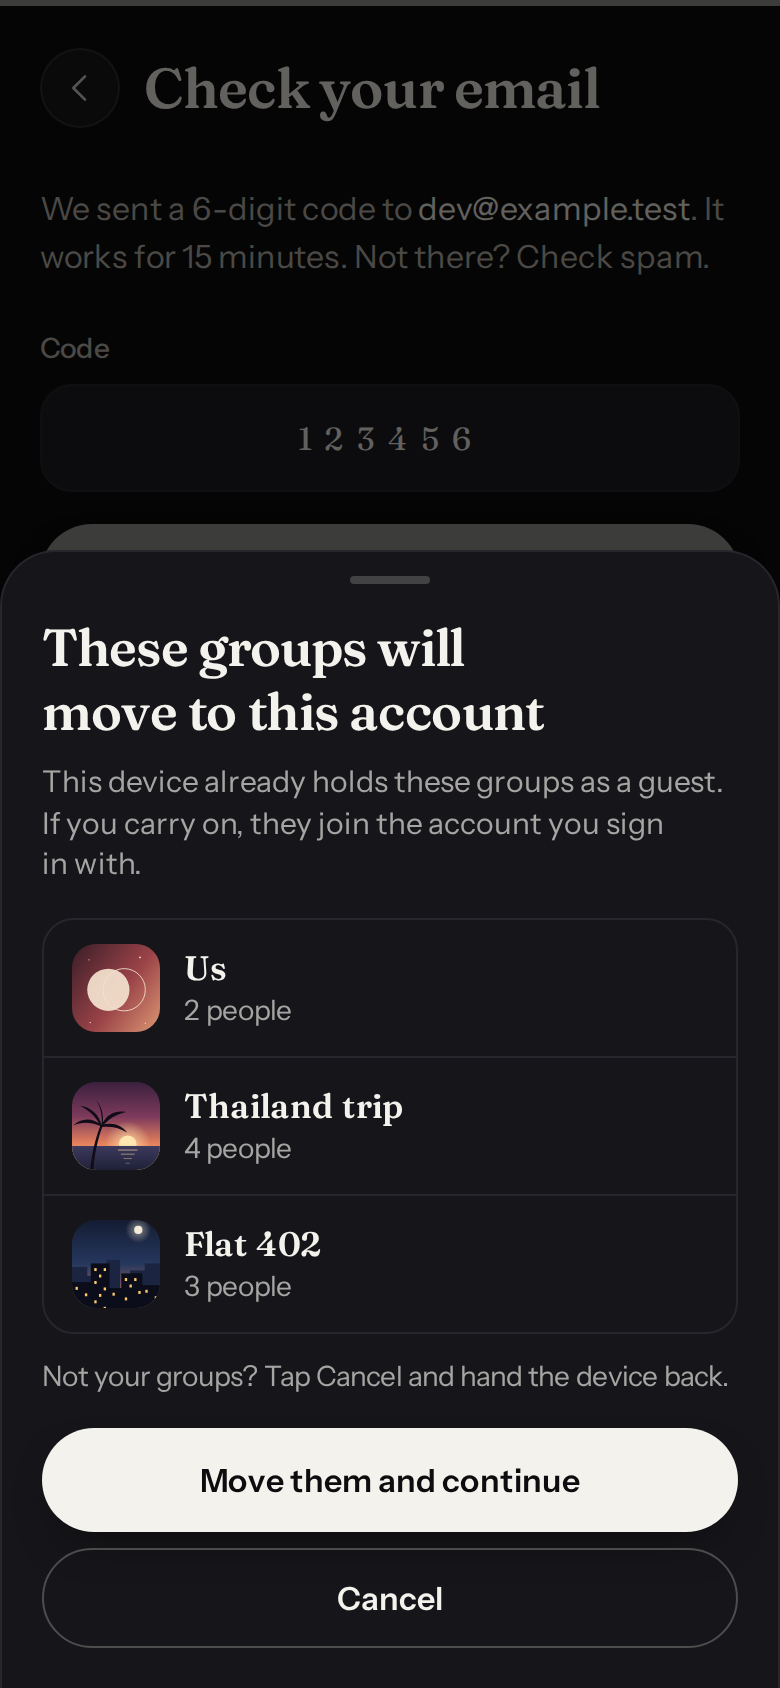 Check your email
We sent a 6-digit code to dev@example.test. It
works for 15 minutes. Not there? Check spam.
Code
1 2 3 4 5 6
These groups will
move to this account
This device already holds these groups as a guest.
If you carry on, they join the account you sign
in with.
Us
2 people
Thailand trip
4 people
Flat 402
3 people
Not your groups? Tap Cancel and hand the device back.
Move them and continue
Cancel